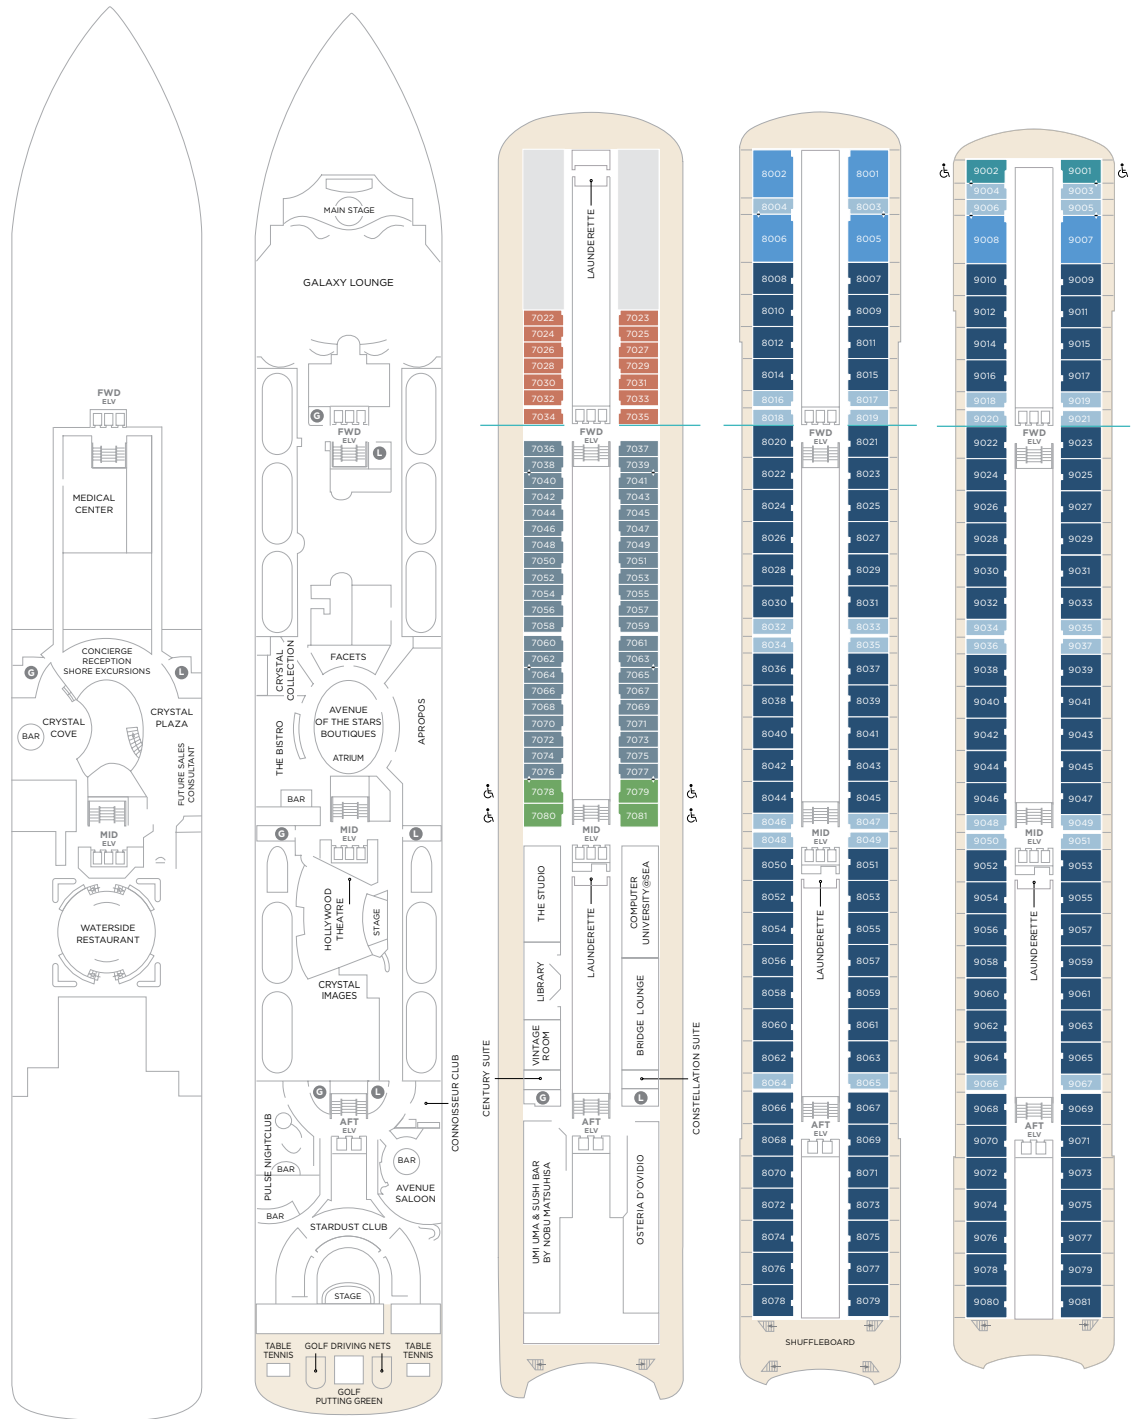 FWD
ELV
MEDICAL
CENTER
CONCIERGE
RECEPTION
SHORE EXCURSIONS
G
L
CRYSTAL
COVE
BAR
CRYSTAL
PLAZA
FUTURE SALES
CONSULTANT
MID
ELV
WATERSIDE
RESTAURANT
MAIN STAGE
GALAXY LOUNGE
G
FWD
ELV
L
CRYSTAL
COLLECTION
FACETS
AVENUE
OF THE STARS
BOUTIQUES
ATRIUM
THE BISTRO
APROPOS
BAR
G
MID
ELV
L
HOLLYWOOD
THEATRE
STAGE
CRYSTAL
IMAGES
G
L
AFT
ELV
CONNOISSEUR CLUB
PULSE NIGHTCLUB
BAR
BAR
BAR
AVENUE
SALOON
STARDUST CLUB
STAGE
TABLE
TENNIS
GOLF DRIVING NETS
TABLE
TENNIS
GOLF
PUTTING GREEN
LAUNDERETTE
7022 7023
7024 7025
7026 7027
7028 7029
7030 7031
7032 7033
7034 7035
FWD
ELV
7036 7037
7038 7039
7040 7041
7042 7043
7044 7045
7046 7047
7048 7049
7050 7051
7052 7053
7054 7055
7056 7057
7058 7059
7060 7061
7062 7063
7064 7065
7066 7067
7068 7069
7070 7071
7072 7073
7074 7075
7076 7077
7078 7079
7080 7081
MID
ELV
THE STUDIO
LAUNDERETTE
COMPUTER
UNIVERSITY@SEA
LIBRARY
BRIDGE LOUNGE
VINTAGE
ROOM
CENTURY SUITE
CONSTELLATION SUITE
G
L
AFT
ELV
UMI UMA & SUSHI BAR
BY NOBU MATSUHISA
OSTERIA D'OVIDIO
8002 8001
8004 8003
8006 8005
8008 8007
8010 8009
8012 8011
8014 8015
8016 8017
8018 8019
FWD
ELV
8020 8021
8022 8023
8024 8025
8026 8027
8028 8029
8030 8031
8032 8033
8034 8035
8036 8037
8038 8039
8040 8041
8042 8043
8044 8045
8046 8047
MID
ELV
8048 8049
8050 8051
8052 8053
LAUNDERETTE
8054 8055
8056 8057
8058 8059
8060 8061
8062 8063
8064 8065
8066 8067
AFT
ELV
8068 8069
8070 8071
8072 8073
8074 8075
8076 8077
8078 8079
SHUFFLEBOARD
9002 9001
9004 9003
9006 9005
9008 9007
9010 9009
9012 9011
9014 9015
9016 9017
9018 9019
9020 9021
FWD
ELV
9022 9023
9024 9025
9026 9027
9028 9029
9030 9031
9032 9033
9034 9035
9036 9037
9038 9039
9040 9041
9042 9043
9044 9045
9046 9047
9048 9049
MID
ELV
9050 9051
9052 9053
9054 9055
LAUNDERETTE
9056 9057
9058 9059
9060 9061
9062 9063
9064 9065
9066 9067
9068 9069
AFT
ELV
9070 9071
9072 9073
9074 9075
9076 9077
9078 9079
9080 9081